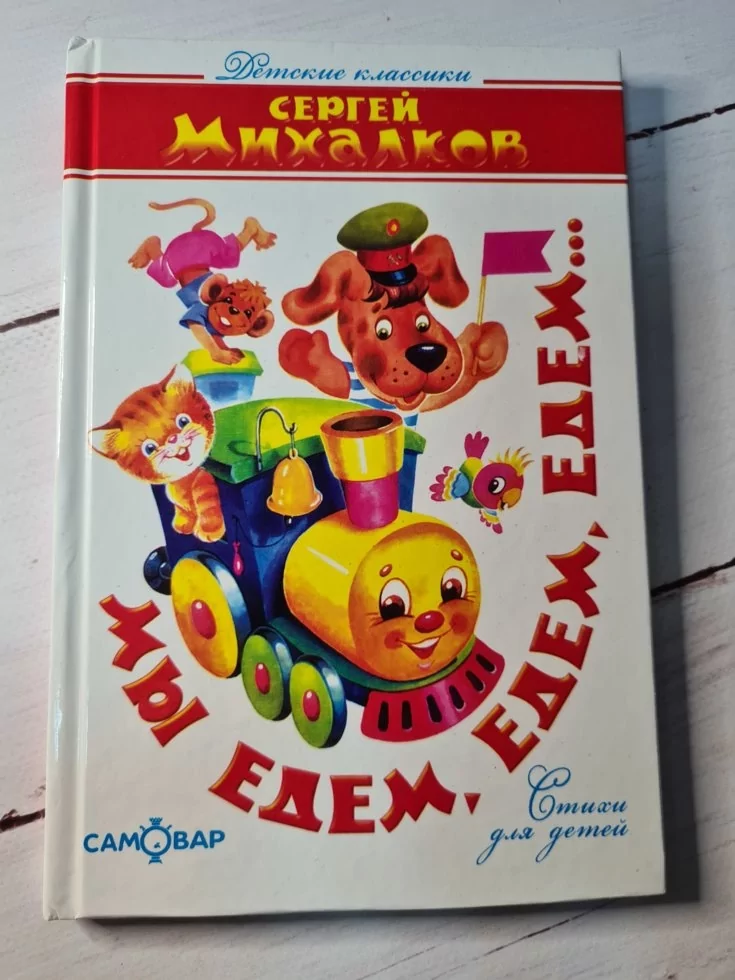 Детские классики
СЕРГЕЙ
МИХАЛКОВ
МЫ ЕДЕМ, ЕДЕМ, ЕДЕМ...
Стихи
для детей
САМОВАР